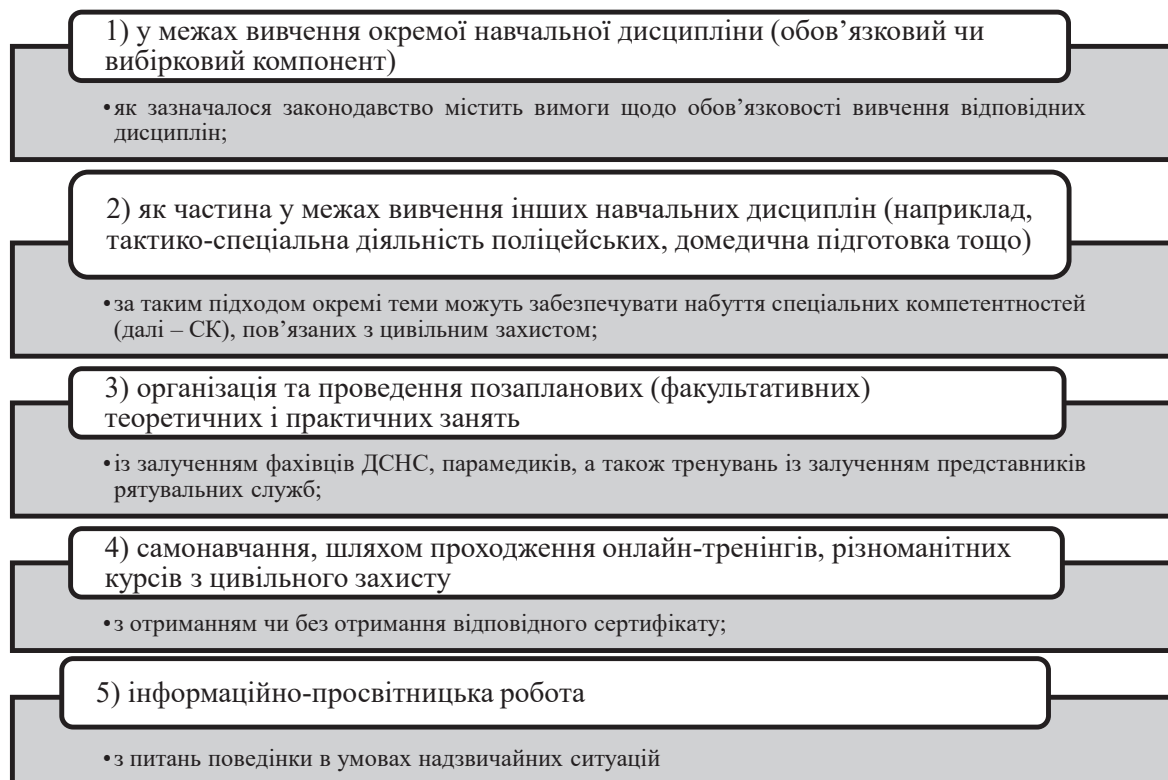 1) у межах вивчення окремої навчальної дисципліни (обов’язковий чи
вибірковий компонент)
•як зазначалося законодавство містить вимоги щодо обов’язковості вивчення відповідних
дисциплін;
2) як частина у межах вивчення інших навчальних дисциплін (наприклад,
тактико-спеціальна діяльність поліцейських, домедична підготовка тощо)
•за таким підходом окремі теми можуть забезпечувати набуття спеціальних компетентностей
(далі – СК), пов’язаних з цивільним захистом;
3) організація та проведення позапланових (факультативних)
теоретичних і практичних занять
•із залученням фахівців ДСНС, парамедиків, а також тренувань із залученням представників
рятувальних служб;
4) самонавчання, шляхом проходження онлайн-тренінгів, різноманітних
курсів з цивільного захисту
•з отриманням чи без отримання відповідного сертифікату;
5) інформаційно-просвітницька робота
•з питань поведінки в умовах надзвичайних ситуацій